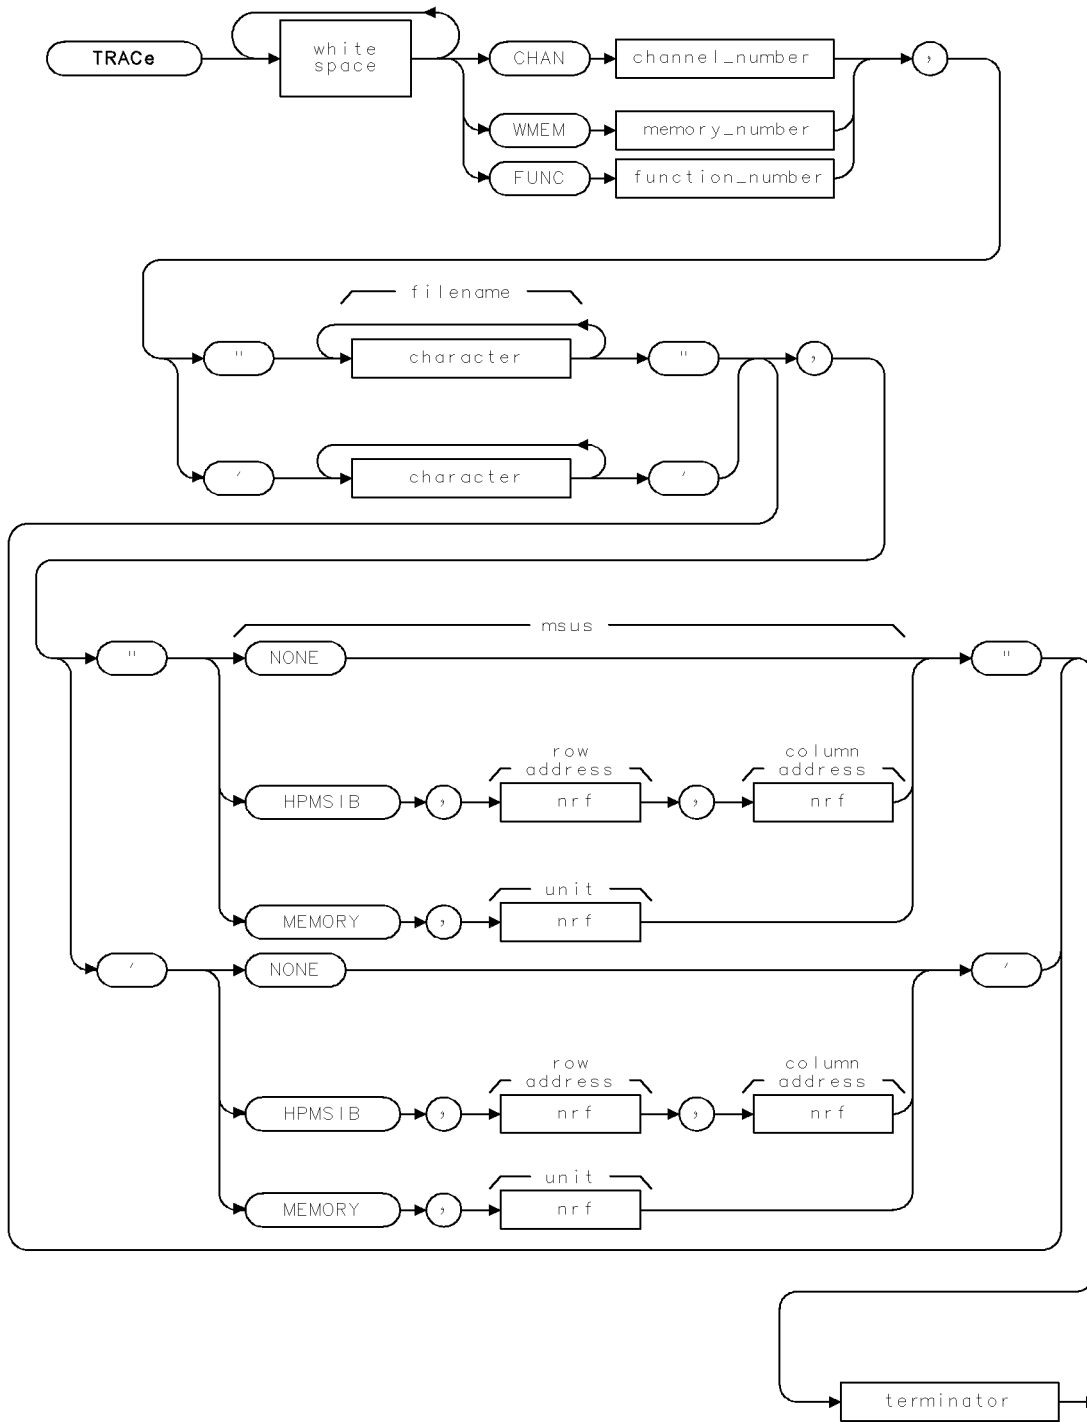 TRACe
white
space
CHAN
channel_number
,
WMEM
memory_number
FUNC
function_number
filename
"
character
"
,
'
character
'
msus
"
NONE
"
row
address
column
address
HPMSIB
,
nrf
,
nrf
unit
MEMORY
,
nrf
'
NONE
'
row
address
column
address
HPMSIB
,
nrf
,
nrf
unit
MEMORY
,
nrf
terminator